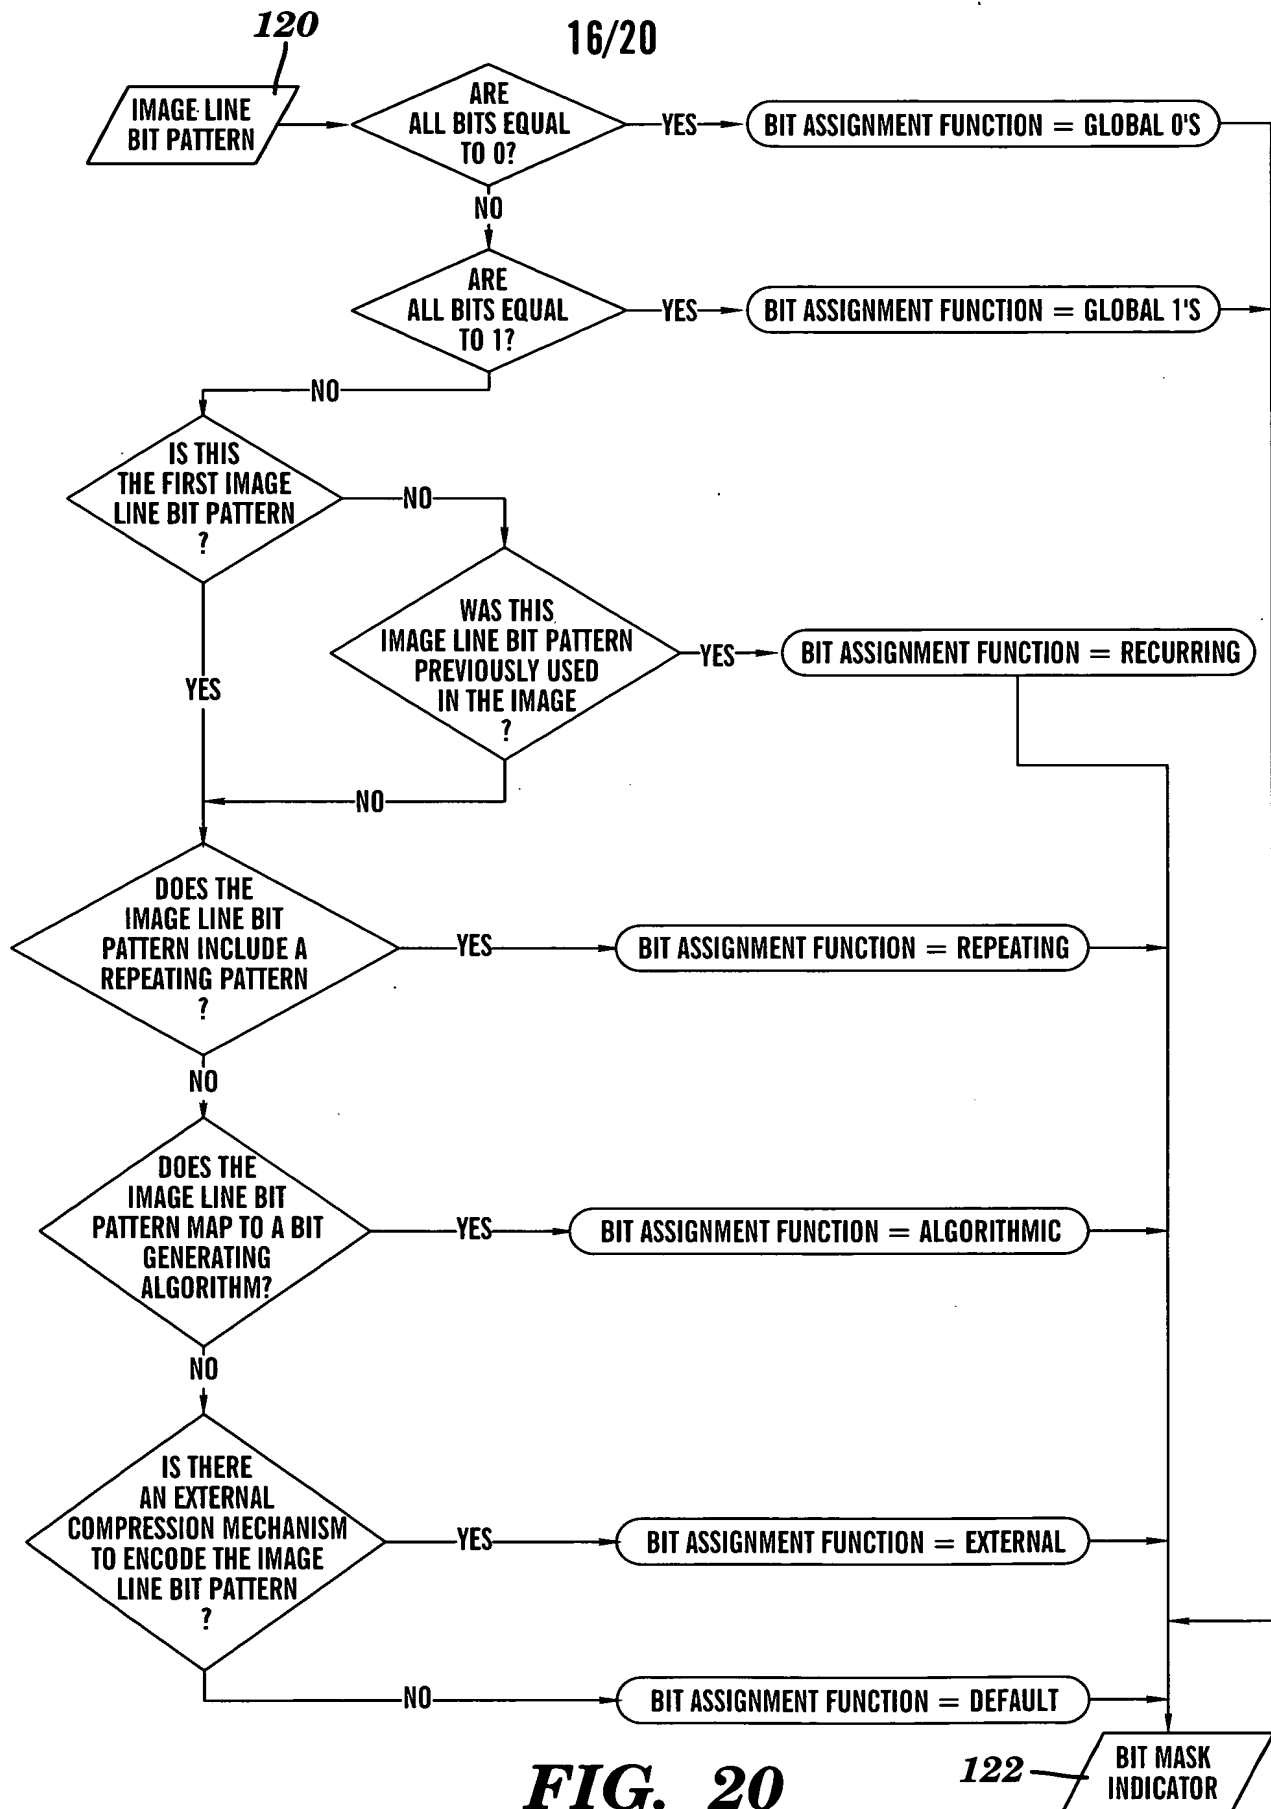 120
16/20
IMAGE LINE
BIT PATTERN
ARE
ALL BITS EQUAL
TO 0?
YES
BIT ASSIGNMENT FUNCTION = GLOBAL 0'S
NO
ARE
ALL BITS EQUAL
TO 1?
YES
BIT ASSIGNMENT FUNCTION = GLOBAL 1'S
NO
IS THIS
THE FIRST IMAGE
LINE BIT PATTERN
?
NO
WAS THIS
IMAGE LINE BIT PATTERN
PREVIOUSLY USED
IN THE IMAGE
?
YES
BIT ASSIGNMENT FUNCTION = RECURRING
YES
NO
DOES THE
IMAGE LINE BIT
PATTERN INCLUDE A
REPEATING PATTERN
?
YES
BIT ASSIGNMENT FUNCTION = REPEATING
NO
DOES THE
IMAGE LINE BIT
PATTERN MAP TO A BIT
GENERATING
ALGORITHM?
YES
BIT ASSIGNMENT FUNCTION = ALGORITHMIC
NO
IS THERE
AN EXTERNAL
COMPRESSION MECHANISM
TO ENCODE THE IMAGE
LINE BIT PATTERN
?
YES
BIT ASSIGNMENT FUNCTION = EXTERNAL
NO
BIT ASSIGNMENT FUNCTION = DEFAULT
122
BIT MASK
INDICATOR
FIG. 20